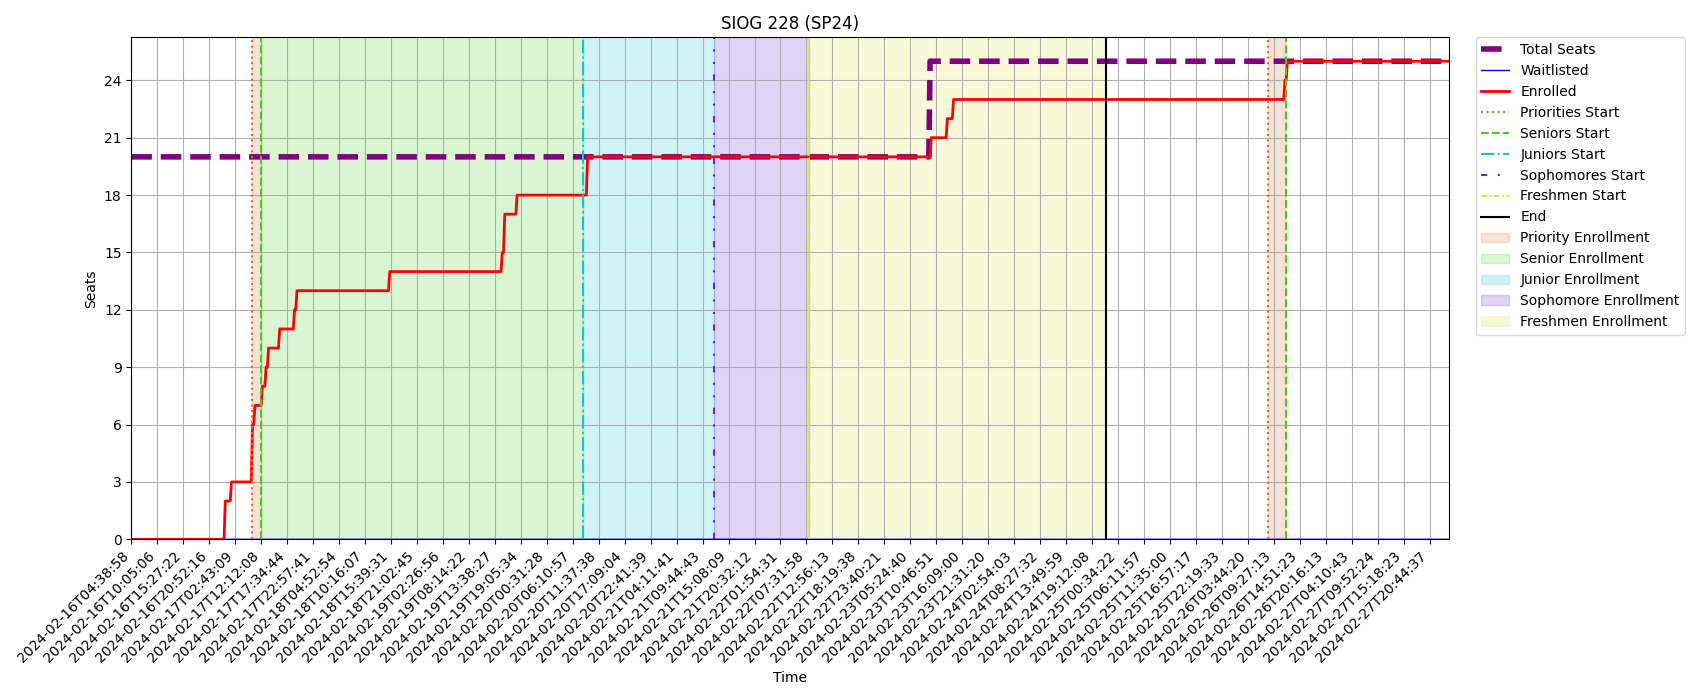 SIOG 228 (SP24)
Seats
24
21
18
15
12
9
6
3
0
2024-02-16T04:38:58
2024-02-16T10:05:06
2024-02-16T15:27:22
2024-02-16T20:52:16
2024-02-17T02:43:09
2024-02-17T12:12:08
2024-02-17T17:34:44
2024-02-17T22:57:41
2024-02-18T04:52:54
2024-02-18T10:16:07
2024-02-18T15:39:31
2024-02-18T21:02:45
2024-02-19T02:26:56
2024-02-19T08:14:22
2024-02-19T13:38:27
2024-02-19T19:05:34
2024-02-20T00:31:28
2024-02-20T06:10:57
2024-02-20T11:37:38
2024-02-20T17:09:04
2024-02-20T22:41:39
2024-02-21T04:11:41
2024-02-21T09:44:43
2024-02-21T15:08:09
2024-02-21T20:32:12
2024-02-22T01:54:31
2024-02-22T07:31:58
2024-02-22T12:56:13
2024-02-22T18:19:38
2024-02-22T23:40:21
2024-02-23T05:24:40
2024-02-23T10:46:51
2024-02-23T16:09:00
2024-02-23T21:31:20
2024-02-24T02:54:03
2024-02-24T08:27:32
2024-02-24T13:49:59
2024-02-24T19:12:08
2024-02-25T00:34:22
2024-02-25T06:11:57
2024-02-25T11:35:00
2024-02-25T16:57:17
2024-02-25T22:19:33
2024-02-26T03:44:20
2024-02-26T09:27:13
2024-02-26T14:51:23
2024-02-26T20:16:13
2024-02-27T04:10:43
2024-02-27T09:52:24
2024-02-27T15:18:23
2024-02-27T20:44:37
Time
Total Seats
Waitlisted
Enrolled
Priorities Start
Seniors Start
Juniors Start
Sophomores Start
Freshmen Start
End
Priority Enrollment
Senior Enrollment
Junior Enrollment
Sophomore Enrollment
Freshmen Enrollment